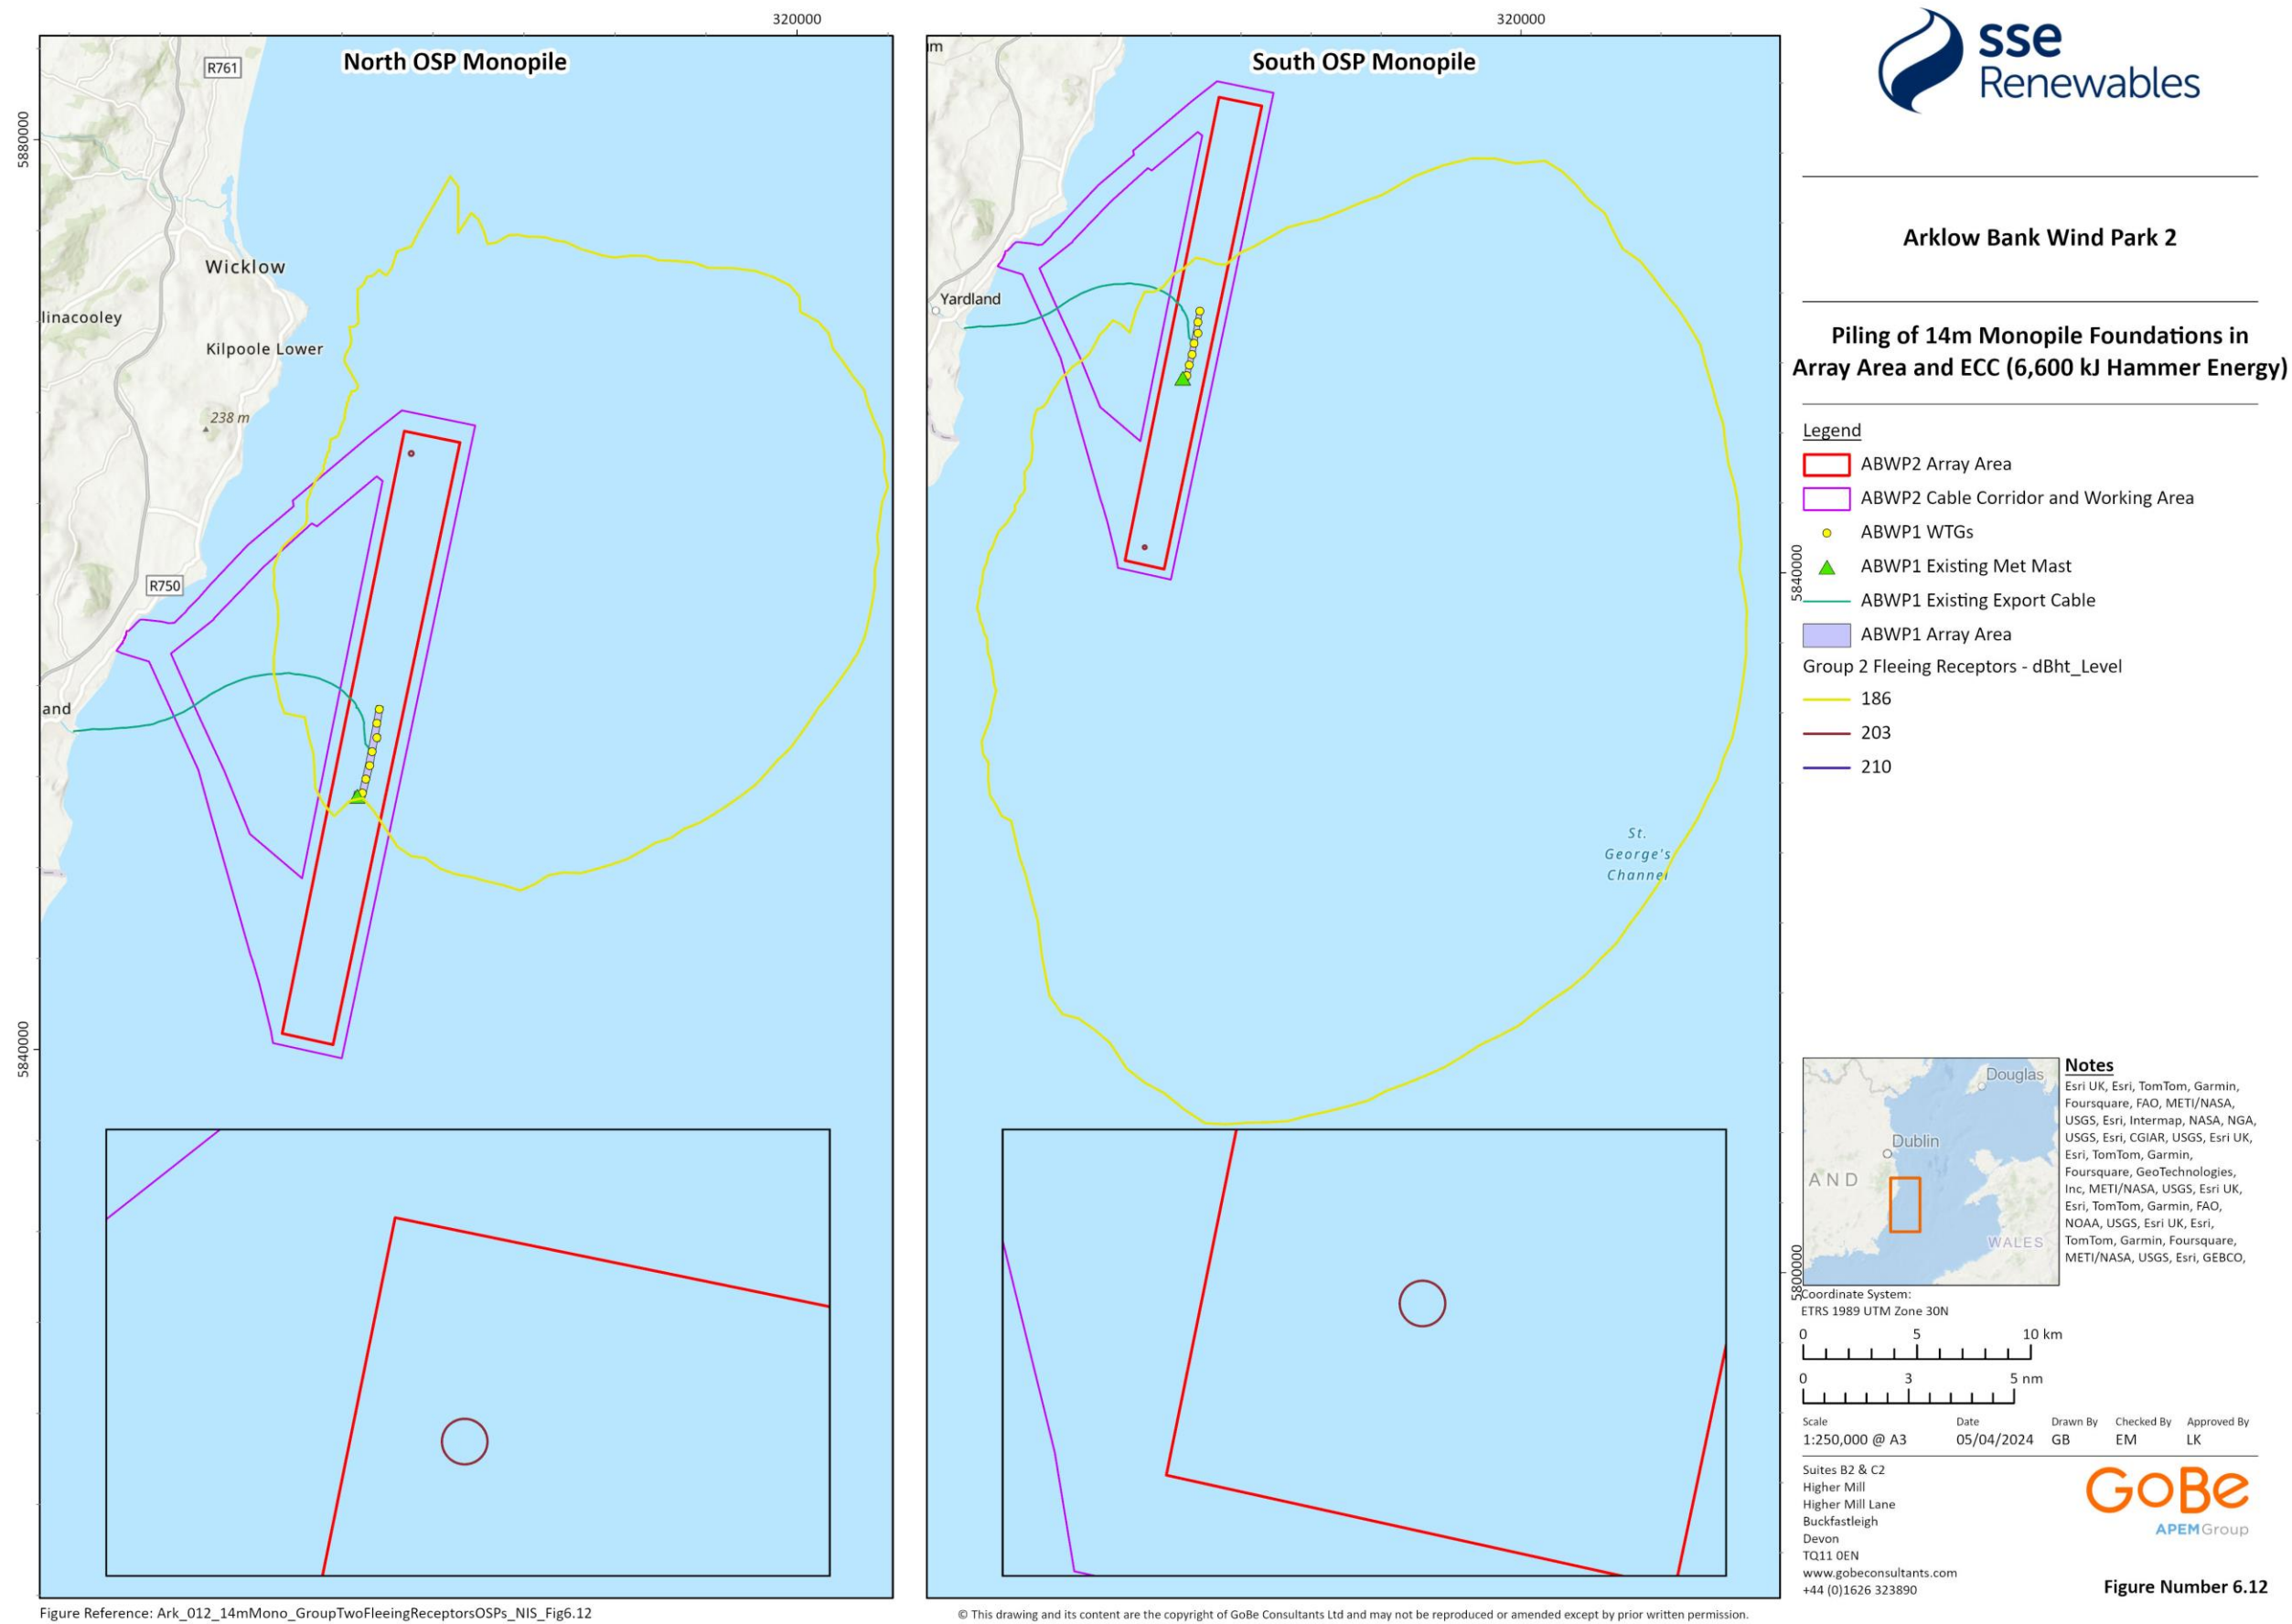 320000
320000
North OSP Monopile
South OSP Monopile
5880000
5840000
R761
Wicklow
linacooley
Kilpoole Lower
238 m
R750
and
m
Yardland
St.
George's
Channel
5840000
5800000
sse
Renewables
Arklow Bank Wind Park 2
Piling of 14m Monopile Foundations in
Array Area and ECC (6,600 kJ Hammer Energy)
Legend
ABWP2 Array Area
ABWP2 Cable Corridor and Working Area
ABWP1 WTGs
ABWP1 Existing Met Mast
ABWP1 Existing Export Cable
ABWP1 Array Area
Group 2 Fleeing Receptors - dBht_Level
186
203
210
Douglas
Dublin
AND
WALES
Notes
Esri UK, Esri, TomTom, Garmin,
Foursquare, FAO, METI/NASA,
USGS, Esri, Intermap, NASA, NGA,
USGS, Esri, CGIAR, USGS, Esri UK,
Esri, TomTom, Garmin,
Foursquare, GeoTechnologies,
Inc, METI/NASA, USGS, Esri UK,
Esri, TomTom, Garmin, FAO,
NOAA, USGS, Esri UK, Esri,
TomTom, Garmin, Foursquare,
METI/NASA, USGS, Esri, GEBCO,
Coordinate System:
ETRS 1989 UTM Zone 30N
0 5 10 km
0 3 5 nm
Scale Date Drawn By Checked By Approved By
1:250,000 @ A3 05/04/2024 GB EM LK
Suites B2 & C2
Higher Mill
Higher Mill Lane
Buckfastleigh
Devon
TQ11 0EN
www.gobeconsultants.com
+44 (0)1626 323890
GoBe
APEMGroup
Figure Number 6.12
Figure Reference: Ark_012_14mMono_GroupTwoFleeingReceptorsOSPs_NIS_Fig6.12
© This drawing and its content are the copyright of GoBe Consultants Ltd and may not be reproduced or amended except by prior written permission.